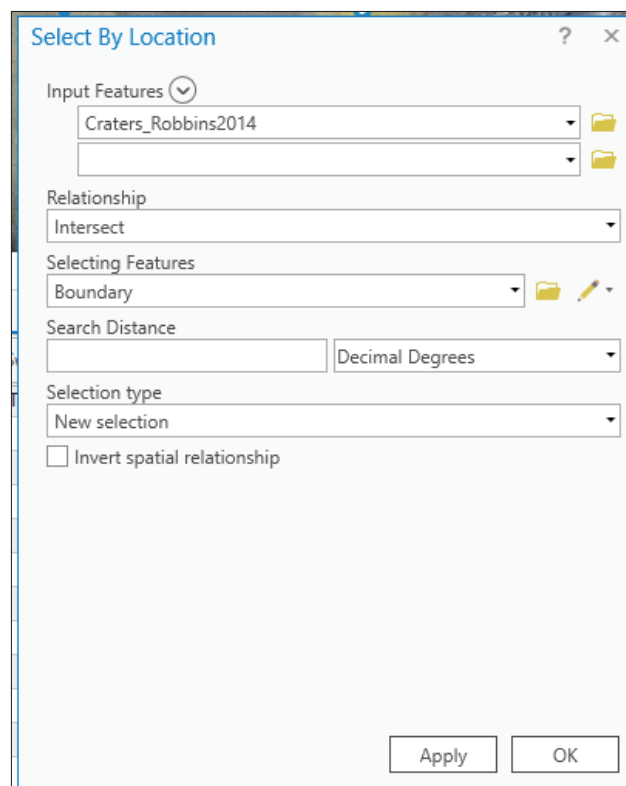 Select By Location ?
Input Features
Craters_Robbins2014
Relationship
Intersect
Selecting Features
Boundary
Search Distance
Decimal Degrees
Selection type
New selection
Invert spatial relationship
Apply OK